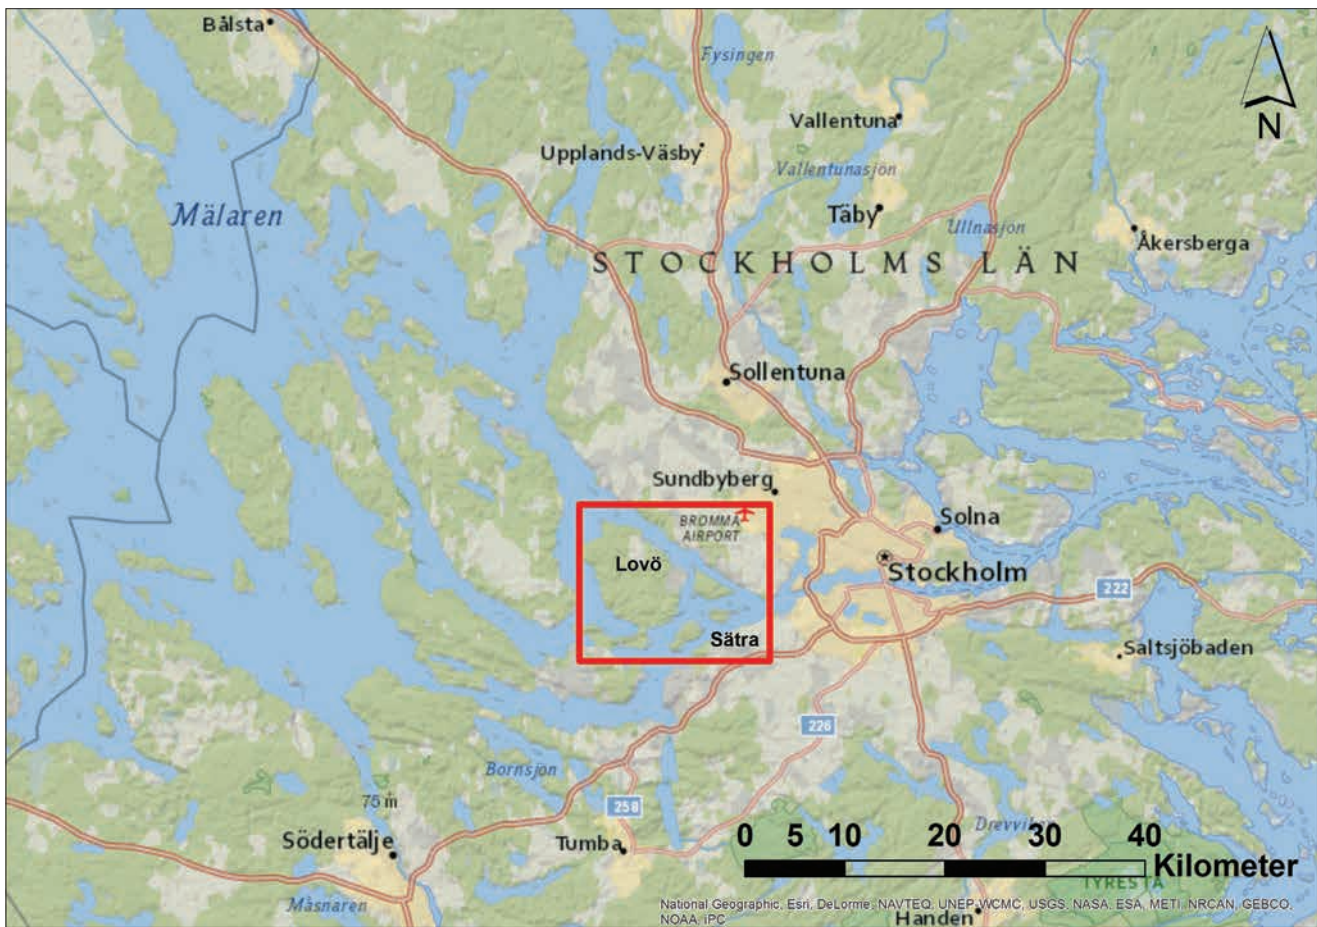 Bålsta
Fysingen
Vallentuna
Upplands-Väsby
Vallentunasjön
Mälaren
Täby
Ullnasjön
Åkersberga
STOCKHOLMS LÄN
N
Sollentuna
Sundbyberg
BROMMA
AIRPORT
Solna
Lovö
Stockholm
222
Sätra
Saltsjöbaden
226
Bornsjön
75 m
258
Södertälje
Tumba
Drevviken
0 5 10 20 30 40
Kilometer
TYRESTA
Måsnaren
Handen
National Geographic, Esri, DeLorme, NAVTEQ, UNEP-WCMC, USGS, NASA, ESA, METI, NRCAN, GEBCO,
NOAA, iPC